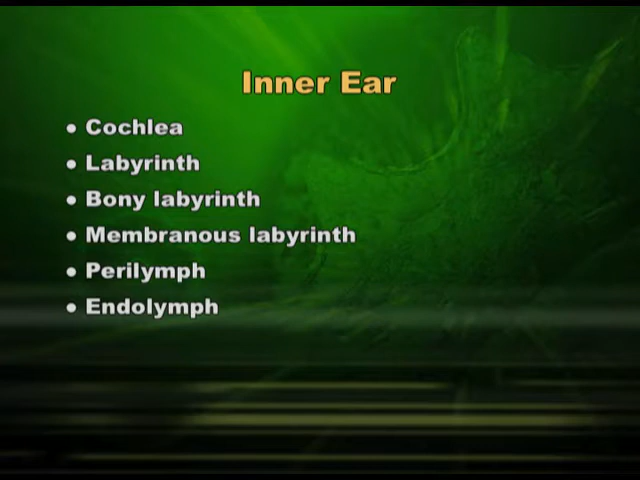 Inner Ear
• Cochlea
• Labyrinth
• Bony labyrinth
• Membranous labyrinth
• Perilymph
• Endolymph